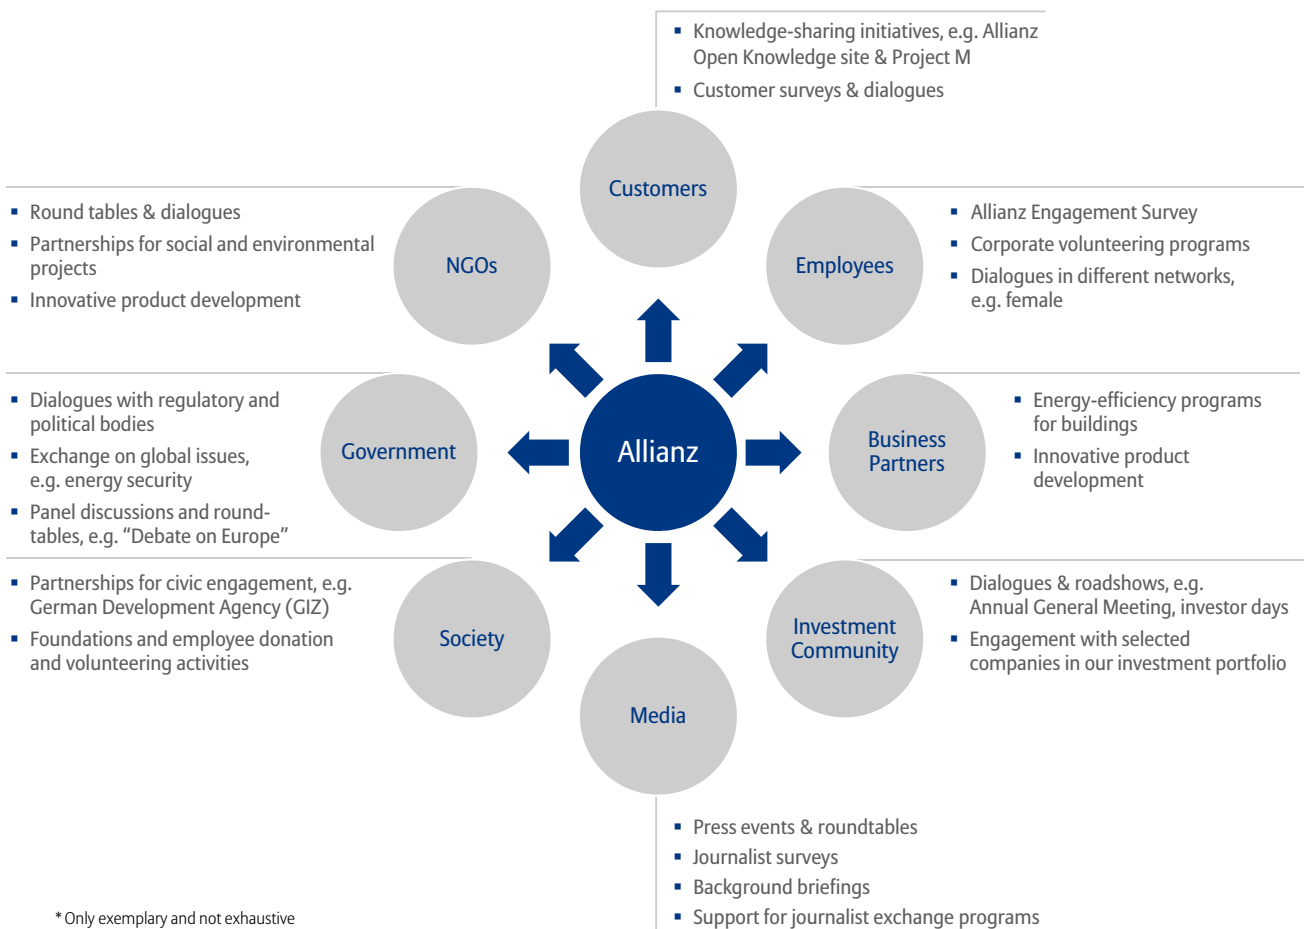 Knowledge-sharing initiatives, e.g. Allianz
Open Knowledge site & Project M
Customer surveys & dialogues
Customers
Round tables & dialogues
Partnerships for social and environmental
projects
Innovative product development
NGOs
Employees
Allianz Engagement Survey
Corporate volunteering programs
Dialogues in different networks,
e.g. female
Dialogues with regulatory and
political bodies
Exchange on global issues,
e.g. energy security
Panel discussions and round-
tables, e.g. “Debate on Europe”
Government
Allianz
Business
Partners
Energy-efficiency programs
for buildings
Innovative product
development
Partnerships for civic engagement, e.g.
German Development Agency (GIZ)
Foundations and employee donation
and volunteering activities
Society
Investment
Community
Dialogues & roadshows, e.g.
Annual General Meeting, investor days
Engagement with selected
companies in our investment portfolio
Media
Press events & roundtables
Journalist surveys
Background briefings
Support for journalist exchange programs
* Only exemplary and not exhaustive